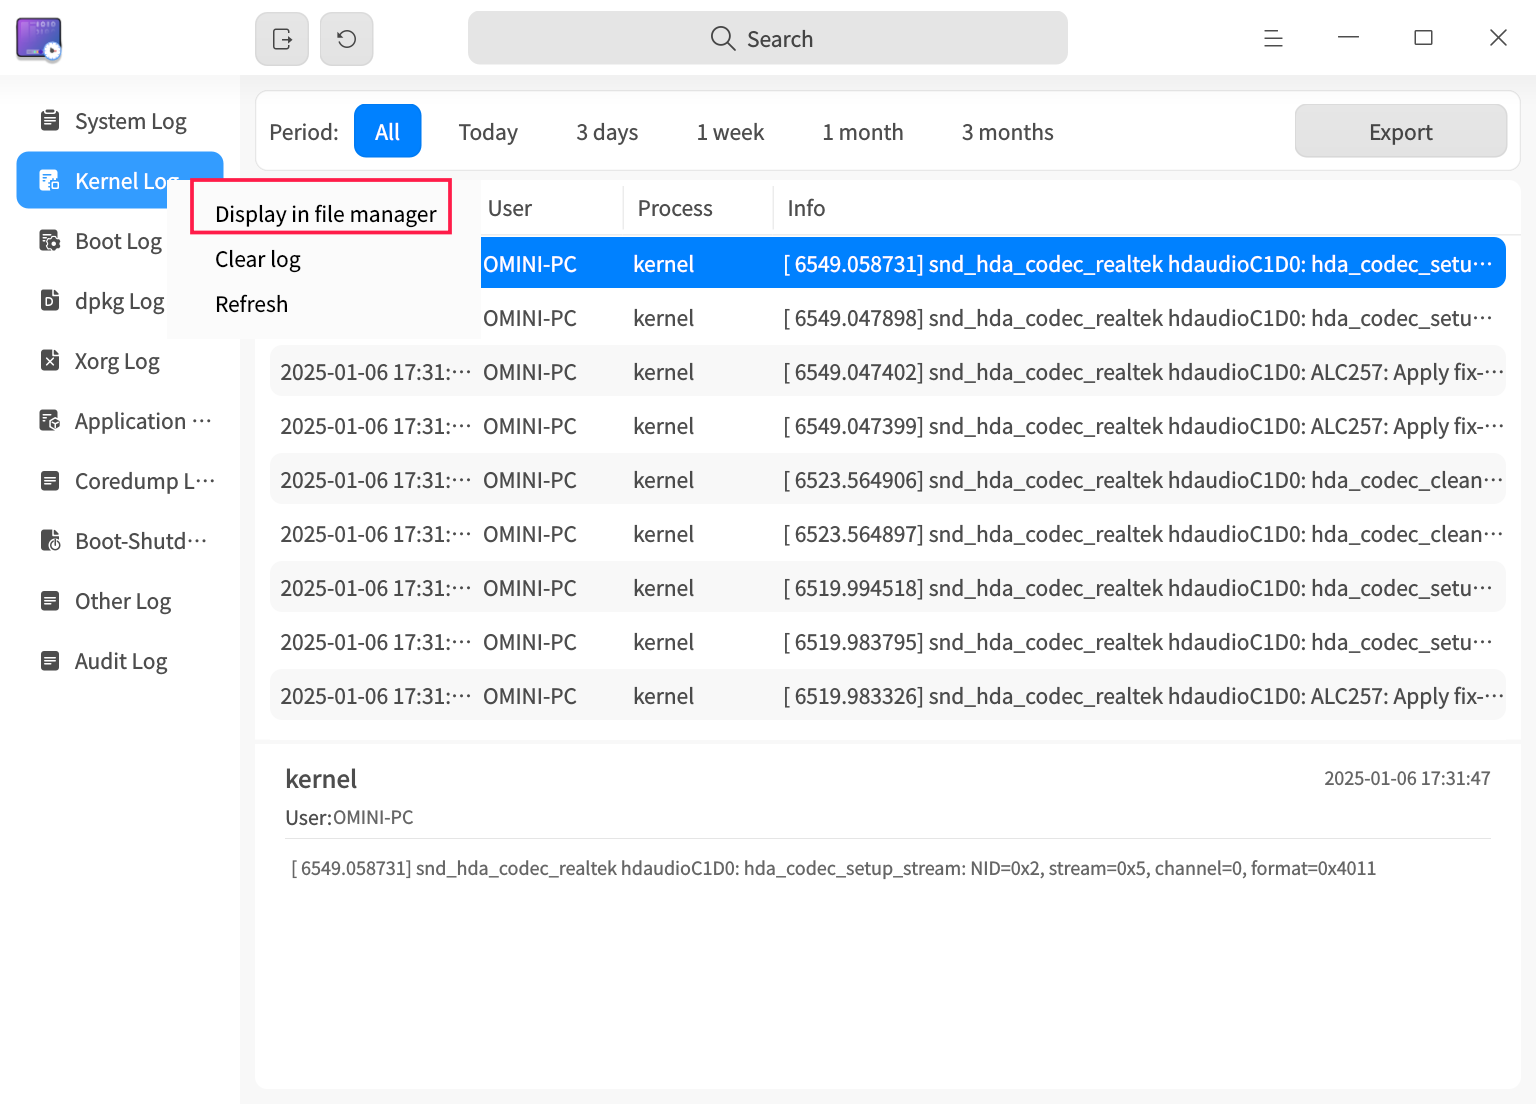 Search
System Log
Kernel Log
Boot Log
dpkg Log
Xorg Log
Application ···
Coredump L···
Boot-Shutd···
Other Log
Audit Log
Display in file manager
Clear log
Refresh
Period: All Today 3 days 1 week 1 month 3 months Export
User Process Info
OMINI-PC kernel [ 6549.058731] snd_hda_codec_realtek hdaudioC1D0: hda_codec_setu···
OMINI-PC kernel [ 6549.047898] snd_hda_codec_realtek hdaudioC1D0: hda_codec_setu···
2025-01-06 17:31:··· OMINI-PC kernel [ 6549.047402] snd_hda_codec_realtek hdaudioC1D0: ALC257: Apply fix-···
2025-01-06 17:31:··· OMINI-PC kernel [ 6549.047399] snd_hda_codec_realtek hdaudioC1D0: ALC257: Apply fix-···
2025-01-06 17:31:··· OMINI-PC kernel [ 6523.564906] snd_hda_codec_realtek hdaudioC1D0: hda_codec_clean···
2025-01-06 17:31:··· OMINI-PC kernel [ 6523.564897] snd_hda_codec_realtek hdaudioC1D0: hda_codec_clean···
2025-01-06 17:31:··· OMINI-PC kernel [ 6519.994518] snd_hda_codec_realtek hdaudioC1D0: hda_codec_setu···
2025-01-06 17:31:··· OMINI-PC kernel [ 6519.983795] snd_hda_codec_realtek hdaudioC1D0: hda_codec_setu···
2025-01-06 17:31:··· OMINI-PC kernel [ 6519.983326] snd_hda_codec_realtek hdaudioC1D0: ALC257: Apply fix-···
kernel 2025-01-06 17:31:47
User:OMINI-PC
[ 6549.058731] snd_hda_codec_realtek hdaudioC1D0: hda_codec_setup_stream: NID=0x2, stream=0x5, channel=0, format=0x4011